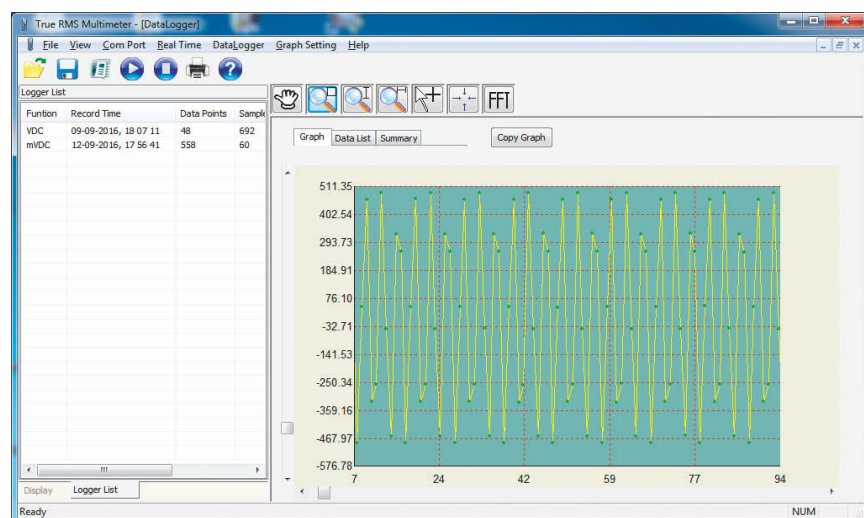 True RMS Multimeter - [DataLogger]
File View Com Port Real Time DataLogger Graph Setting Help
Logger List
Funtion Record Time Data Points Sample
VDC 09-09-2016, 18 07 11 48 692
mVDC 12-09-2016, 17 56 41 558 60
Display Logger List
FFT
Graph Data List Summary Copy Graph
511.35
402.54
293.73
184.91
76.10
-32.71
-141.53
-250.34
-359.16
-467.97
-576.78
7 24 42 59 77 94
Ready NUM